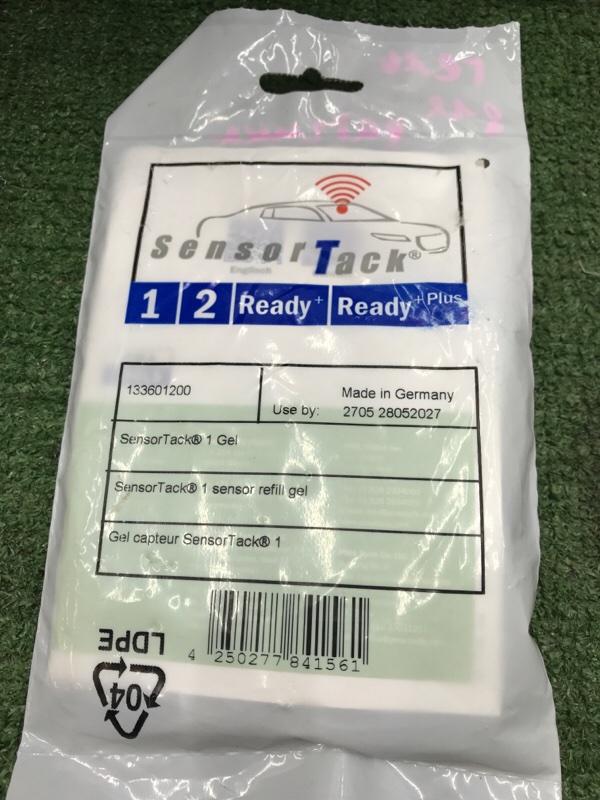 SensorTack®
Englisch
1 2 Ready+ Ready+Plus
133601200
Made in Germany
Use by: 2705 28052027
SensorTack® 1 Gel
SensorTack® 1 sensor refill gel
Gel capteur SensorTack® 1
4 250277 841561
LDPE
04